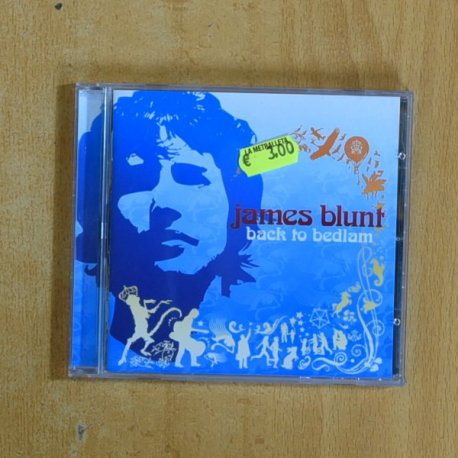 LA METRALLETA
€ 3.00
james blunt
back to bedlam